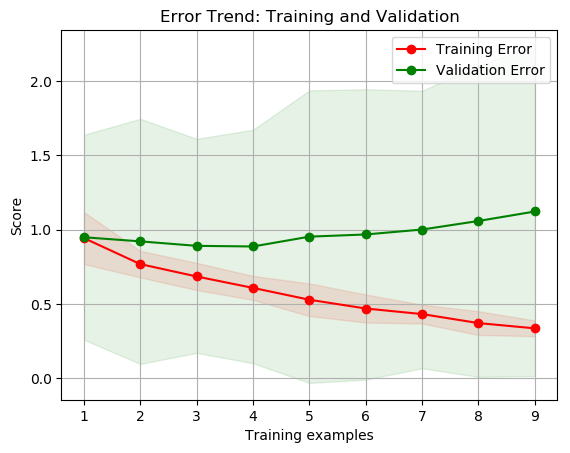 Error Trend: Training and Validation
Training Error
Validation Error
Score
2.0
1.5
1.0
0.5
0.0
1 2 3 4 5 6 7 8 9
Training examples